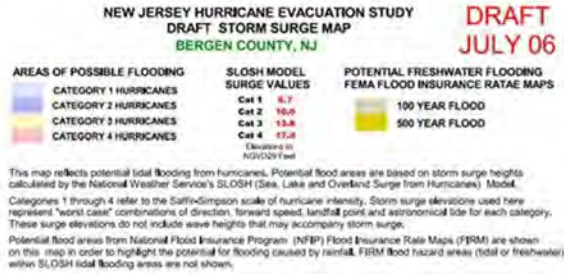 NEW JERSEY HURRICANE EVACUATION STUDY
DRAFT STORM SURGE MAP
BERGEN COUNTY, NJ
DRAFT
JULY 06
AREAS OF POSSIBLE FLOODING
CATEGORY 1 HURRICANES
CATEGORY 2 HURRICANES
CATEGORY 3 HURRICANES
CATEGORY 4 HURRICANES
SLOSH MODEL
SURGE VALUES
Cat 1
Cat 2
Cat 3
Cat 4
Elevations in
NGVD29 Feet
POTENTIAL FRESHWATER FLOODING
FEMA FLOOD INSURANCE RATAE MAPS
100 YEAR FLOOD
500 YEAR FLOOD
This map reflects potential tidal flooding from hurricanes. Potential flood areas are based on storm surge heights
calculated by the National Weather Service's SLOSH (Sea, Lake and Overland Surge from Hurricanes) Model.
Categories 1 through 4 refer to the Saffir-Simpson scale of hurricane intensity. Storm surge elevations used here
represent "worst case" combinations of direction, forward speed, landfall point and astronomical tide for each category.
These surge elevations do not include wave heights that may accompany storm surge.
Potential flood areas from National Flood Insurance Program (NFIP) Flood Insurance Rate Maps (FIRM) are shown
on this map in order to highlight the potential for flooding caused by rainfall. FIRM flood hazard areas (tidal or freshwater)
within SLOSH tidal flooding areas are not shown.